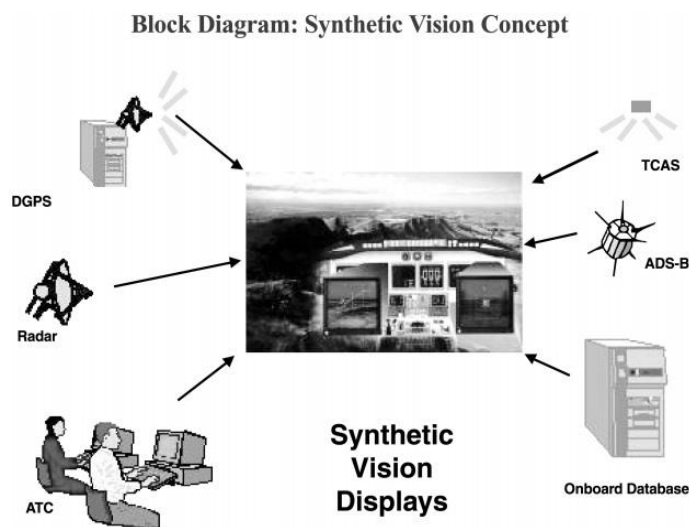 Block Diagram: Synthetic Vision Concept
DGPS
TCAS
Radar
ADS-B
ATC
Synthetic
Vision
Displays
Onboard Database